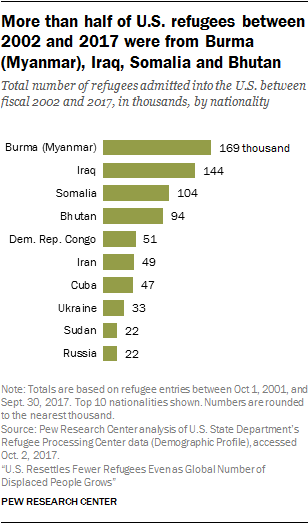 More than half of U.S. refugees between
2002 and 2017 were from Burma
(Myanmar), Iraq, Somalia and Bhutan
Total number of refugees admitted into the U.S. between
fiscal 2002 and 2017, in thousands, by nationality
Burma (Myanmar) 169 thousand
Iraq 144
Somalia 104
Bhutan 94
Dem. Rep. Congo 51
Iran 49
Cuba 47
Ukraine 33
Sudan 22
Russia 22
Note: Totals are based on refugee entries between Oct 1, 2001, and
Sept. 30, 2017. Top 10 nationalities shown. Numbers are rounded
to the nearest thousand.
Source: Pew Research Center analysis of U.S. State Department's
Refugee Processing Center data (Demographic Profile), accessed
Oct. 2, 2017.
"U.S. Resettles Fewer Refugees Even as Global Number of
Displaced People Grows"
PEW RESEARCH CENTER